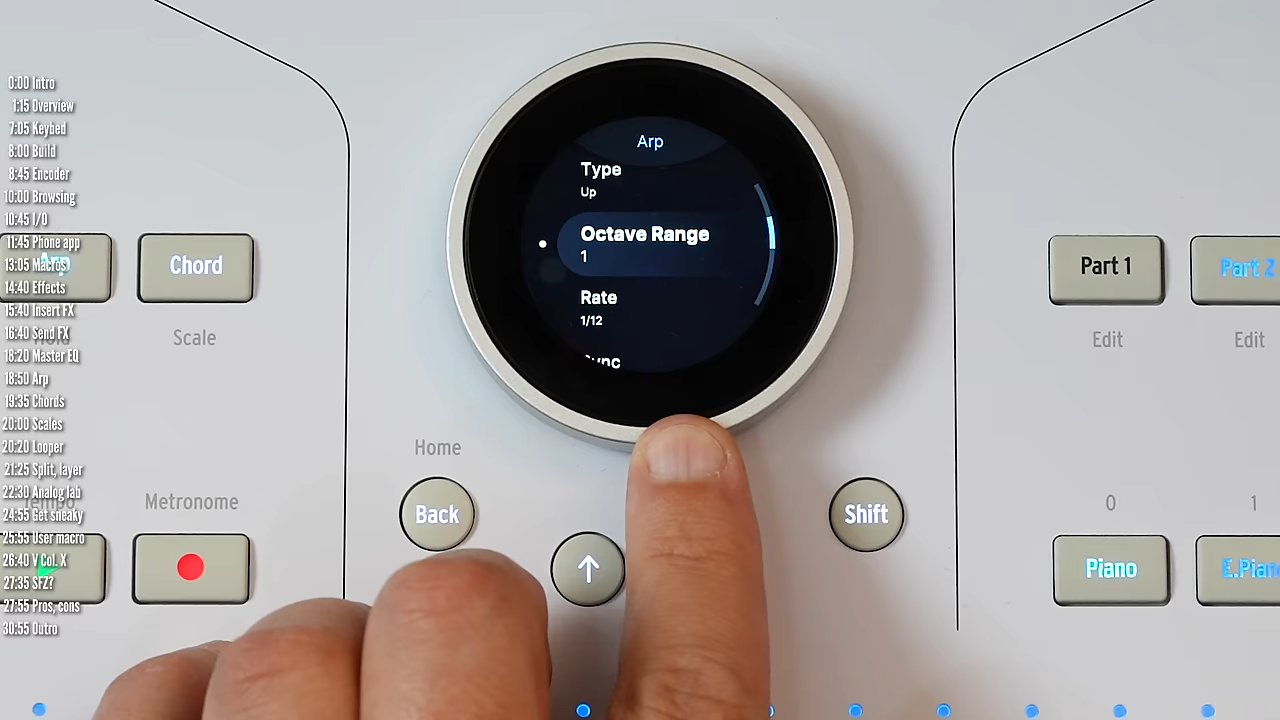 0:00 Intro
1:15 Overview
7:05 Keybed
8:00 Build
8:45 Encoder
10:00 Browsing
10:45 I/O
11:45 Phone app
13:05 Macros
14:40 Effects
15:40 Insert FX
16:40 Send FX
18:20 Master EQ
18:50 Arp
19:35 Chords
20:00 Scales
20:20 Looper
21:25 Split, layer
22:30 Analog lab
24:55 Get sneaky
25:55 User macro
26:40 V Col. X
27:35 SFZ?
27:55 Pros, cons
30:55 Outro
Arp
Chord
Scale
Metronome
Arp
Type
Up
Octave Range
1
Rate
1/12
Home
Back
Shift
Part 1
Part 2
Edit
Edit
0
1
Piano
E.Pian